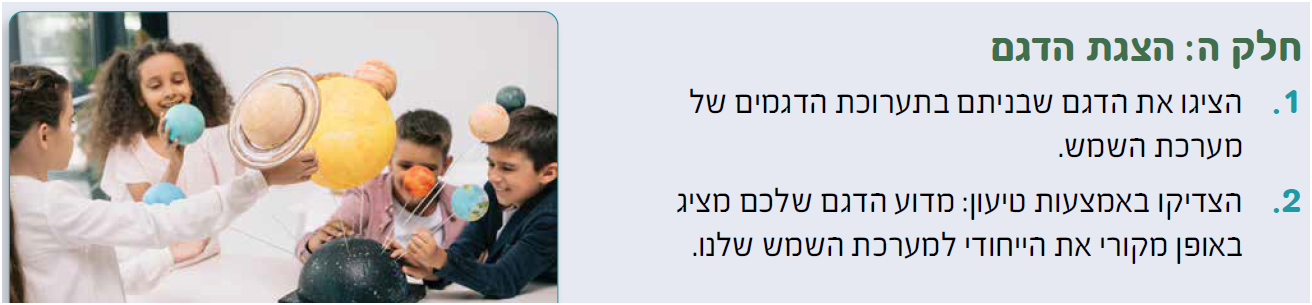 חלק ה: הצגת הדגם
1. הציגו את הדגם שבניתם בתערוכת הדגמים של
מערכת השמש.
2. הצדיקו באמצעות טיעון: מדוע הדגם שלכם מציג
באופן מקורי את הייחודי למערכת השמש שלנו.